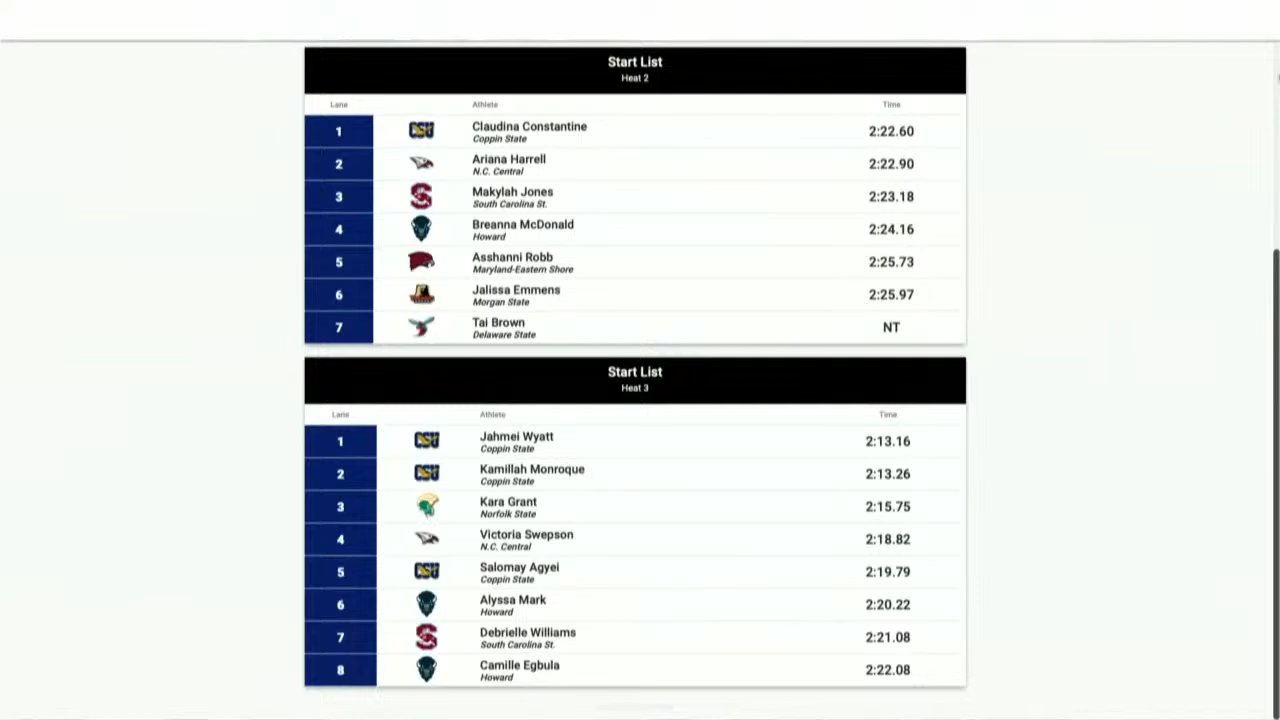 Start List
Heat 2
Lane Athlete Time
1 CSU Claudina Constantine 2:22.60
Coppin State
2 Ariana Harrell 2:22.90
N.C. Central
3 S Makylah Jones 2:23.18
South Carolina St.
4 Breanna McDonald 2:24.16
Howard
5 Asshanni Robb 2:25.73
Maryland-Eastern Shore
6 Jalissa Emmens 2:25.97
Morgan State
7 Tai Brown NT
Delaware State
Start List
Heat 3
Lane Athlete Time
1 CSU Jahmei Wyatt 2:13.16
Coppin State
2 CSU Kamillah Monroque 2:13.26
Coppin State
3 Kara Grant 2:15.75
Norfolk State
4 Victoria Swepson 2:18.82
N.C. Central
5 CSU Salomay Agyei 2:19.79
Coppin State
6 Alyssa Mark 2:20.22
Howard
7 S Debrielle Williams 2:21.08
South Carolina St.
8 Camille Egbula 2:22.08
Howard